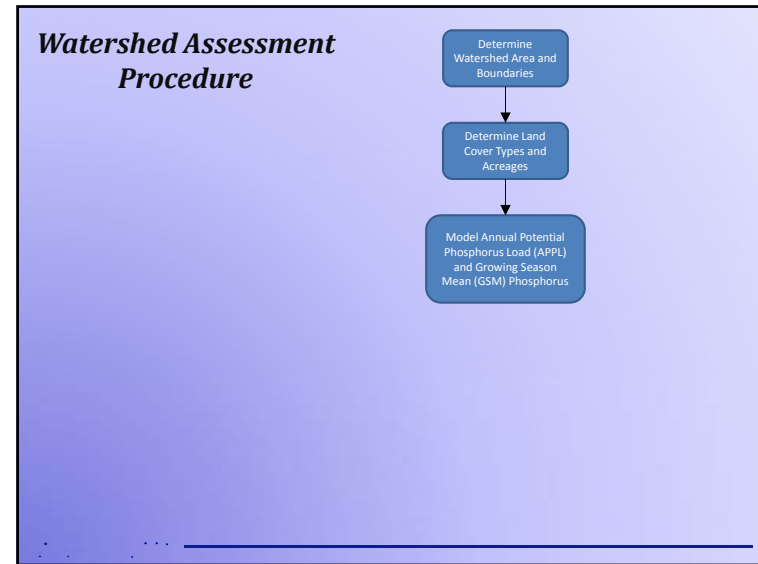 Watershed Assessment
Procedure
Determine
Watershed Area and
Boundaries
Determine Land
Cover Types and
Acreages
Model Annual Potential
Phosphorus Load (APPL)
and Growing Season
Mean (GSM) Phosphorus